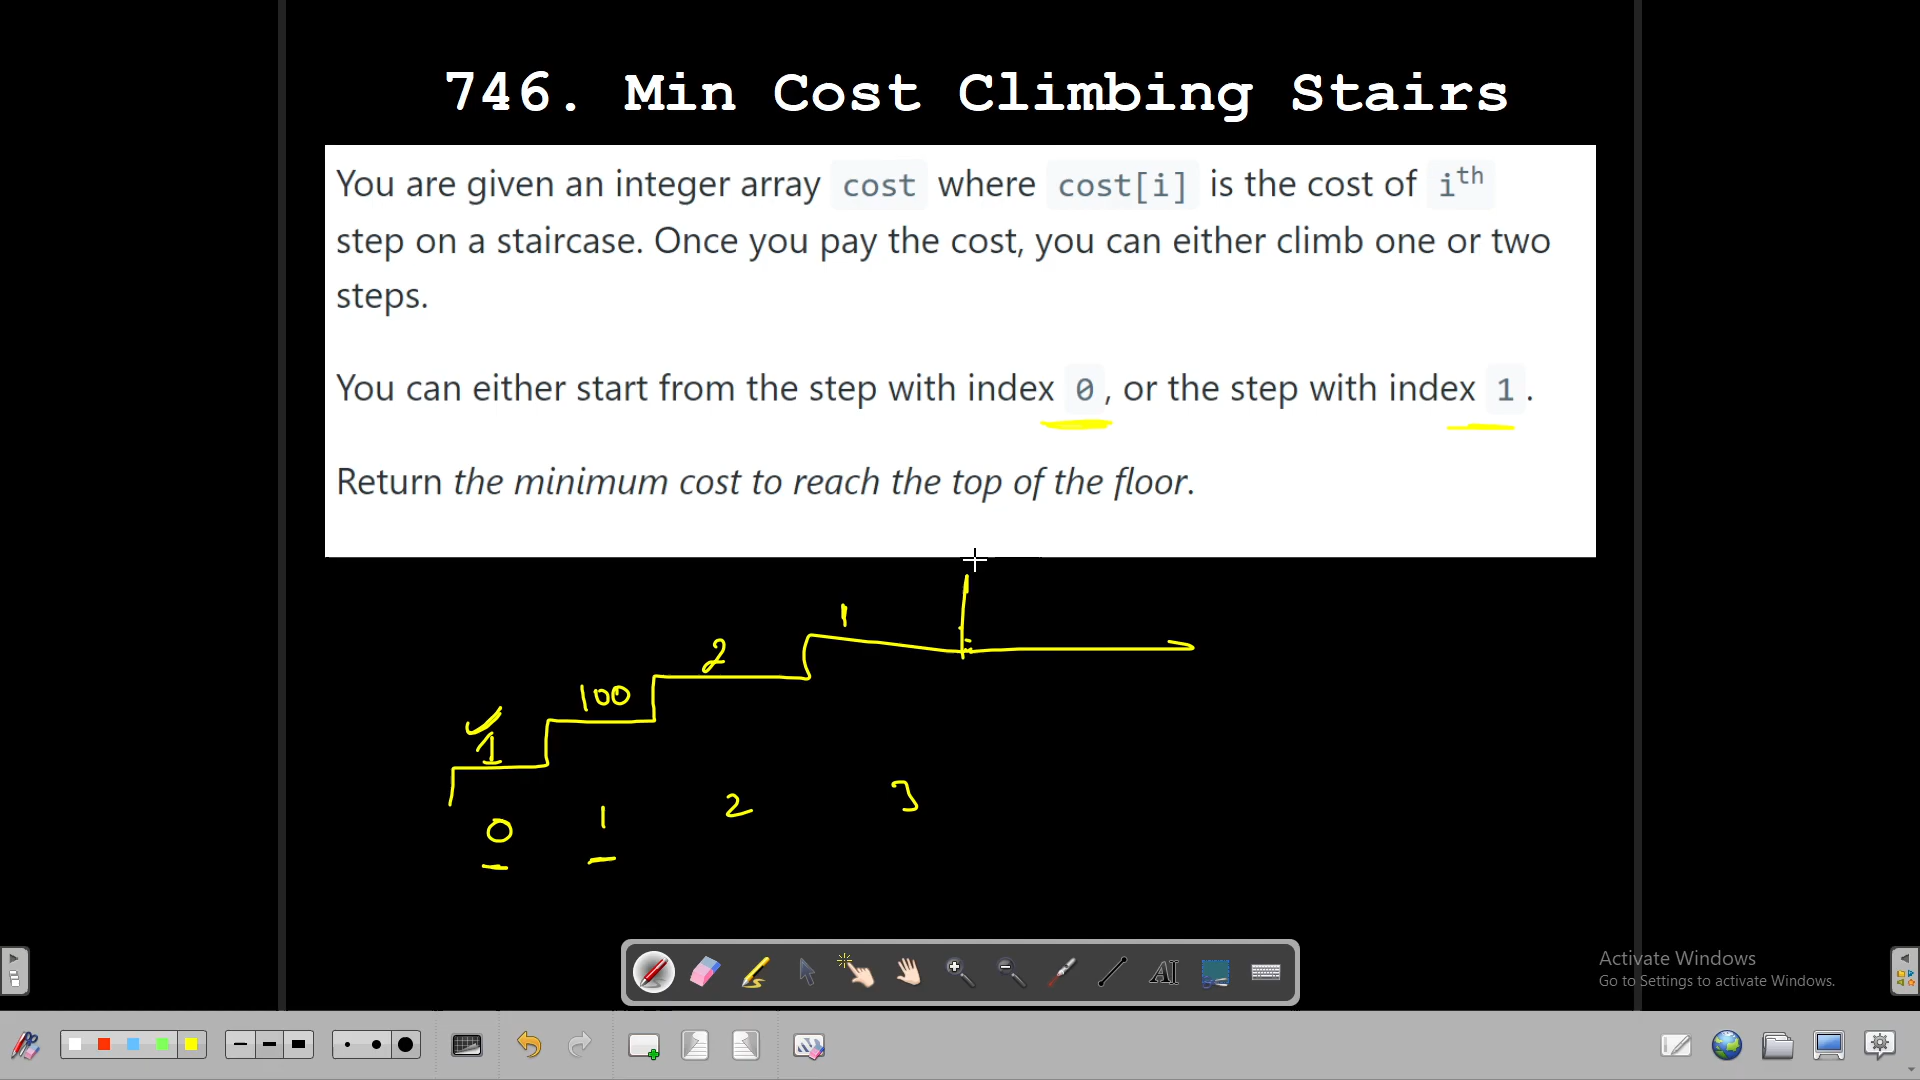 746. Min Cost Climbing Stairs
You are given an integer array cost where cost[i] is the cost of ith
step on a staircase. Once you pay the cost, you can either climb one or two
steps.
You can either start from the step with index 0, or the step with index 1.
Return the minimum cost to reach the top of the floor.
1
2
100
1
0 1 2 3
AI
Activate Windows
Go to Settings to activate Windows.